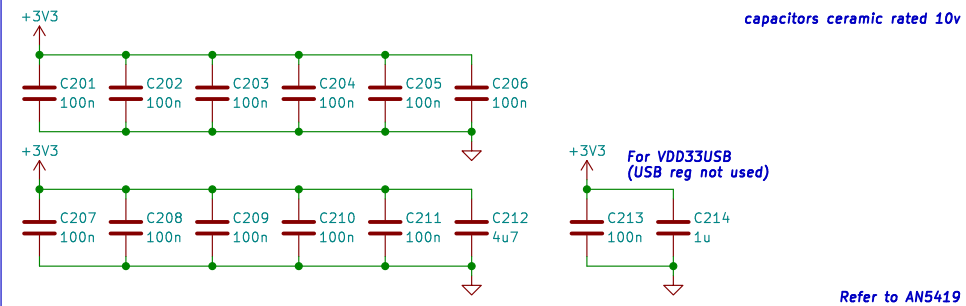 +3V3
capacitors ceramic rated 10v
C201 C202 C203 C204 C205 C206
100n 100n 100n 100n 100n 100n
+3V3 +3V3 For VDD33USB
(USB reg not used)
C207 C208 C209 C210 C211 C212 C213 C214
100n 100n 100n 100n 100n 4u7 100n 1u
Refer to AN5419